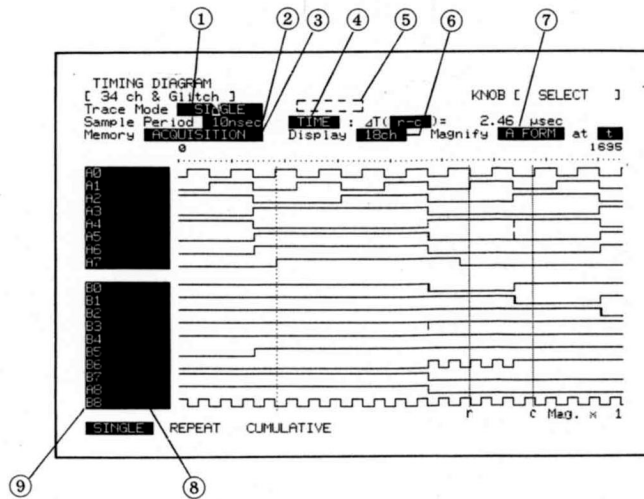 ① ② ③ ④ ⑤ ⑥ ⑦
TIMING DIAGRAM
[ 34 ch & Glitch ]
KNOB [ SELECT ]
Trace Mode SINGLE
Sample Period 10nsec TIME : ⊿T( r-c )= 2.46 μsec
Memory ACQUISITION Display 18ch Magnify A FORM at t
0 1695
A0
A1
A2
A3
A4
A5
A6
A7
B0
B1
B2
B3
B4
B5
B6
B7
A8
B8
r c Mag. x 1
SINGLE REPEAT CUMULATIVE
⑨ ⑧